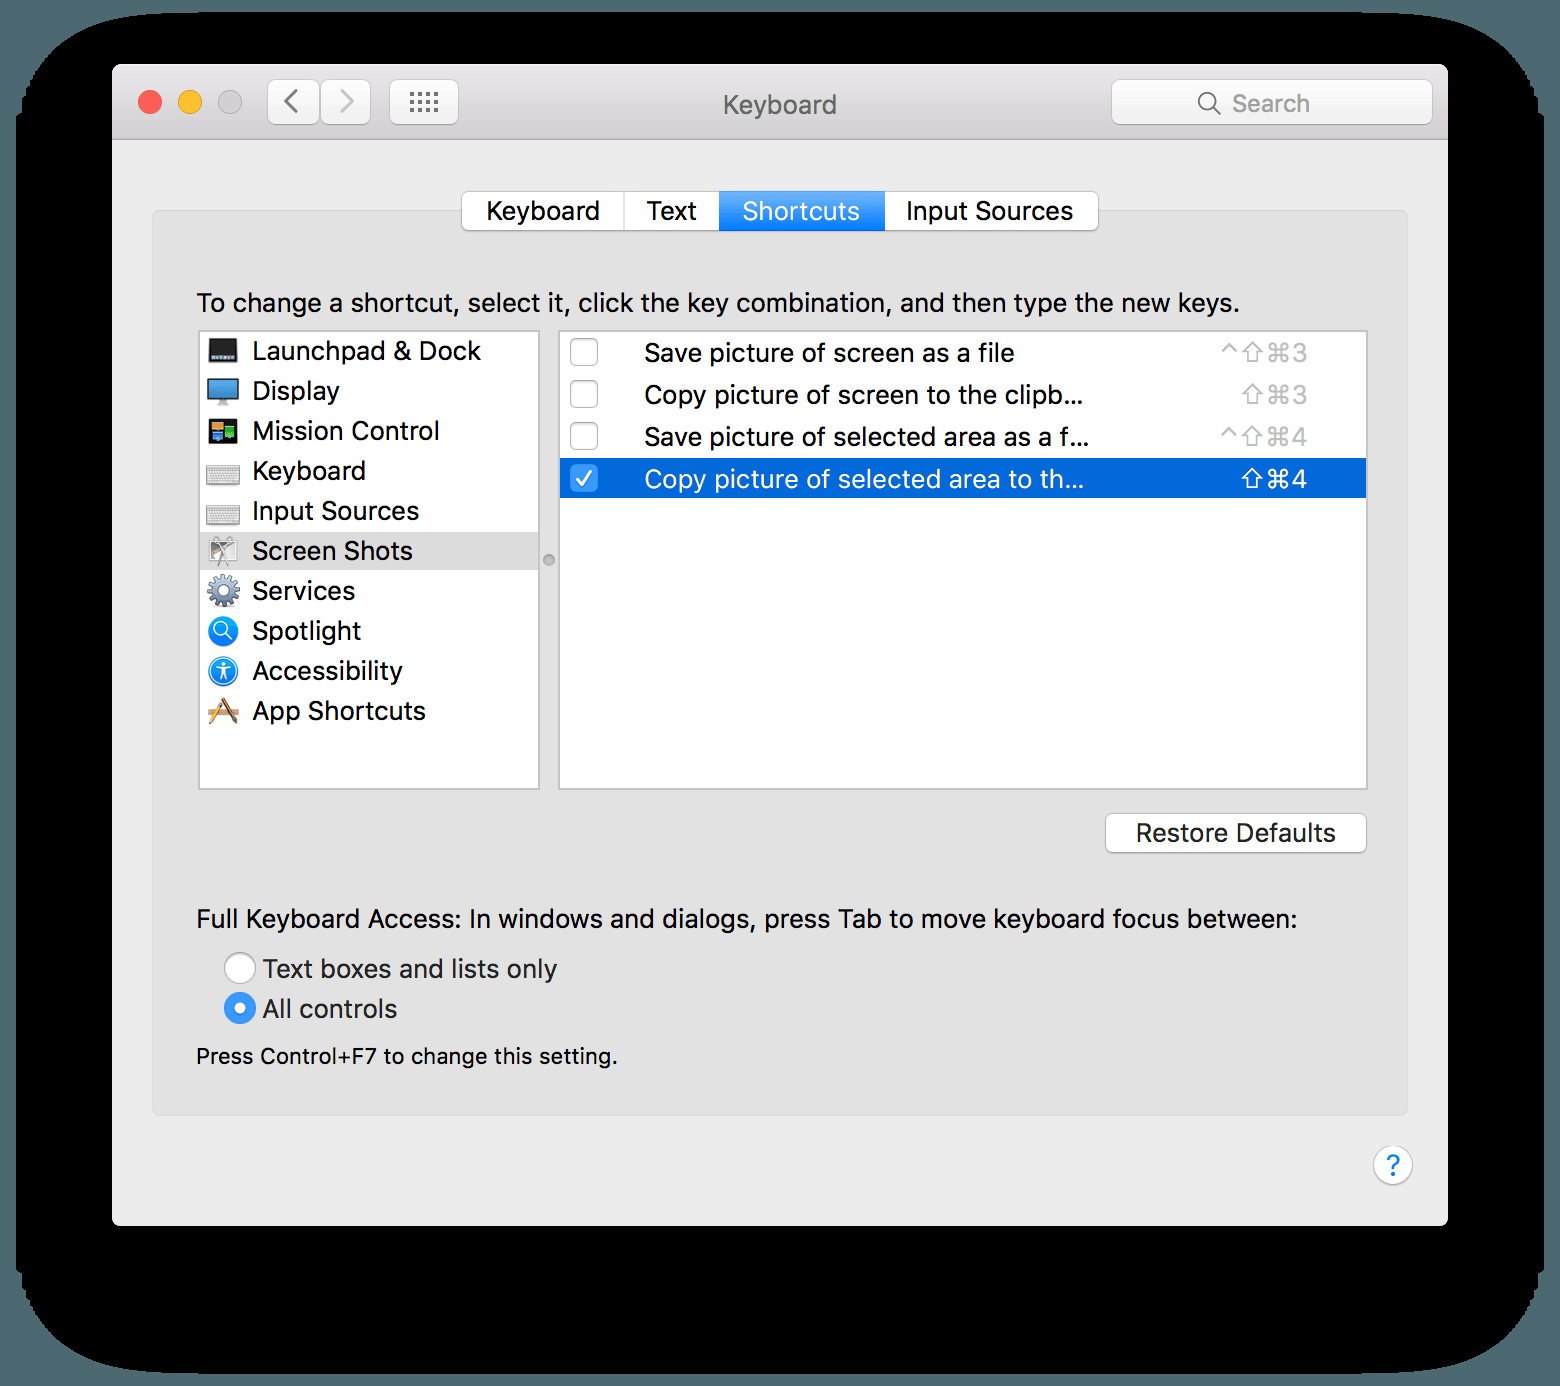 Keyboard
Search
Keyboard Text Shortcuts Input Sources
To change a shortcut, select it, click the key combination, and then type the new keys.
Launchpad & Dock
Display
Mission Control
Keyboard
Input Sources
Screen Shots
Services
Spotlight
Accessibility
App Shortcuts
Save picture of screen as a file ^⇧⌘3
Copy picture of screen to the clipb... ⇧⌘3
Save picture of selected area as a f... ^⇧⌘4
Copy picture of selected area to th... ⇧⌘4
Restore Defaults
Full Keyboard Access: In windows and dialogs, press Tab to move keyboard focus between:
Text boxes and lists only
All controls
Press Control+F7 to change this setting.
?